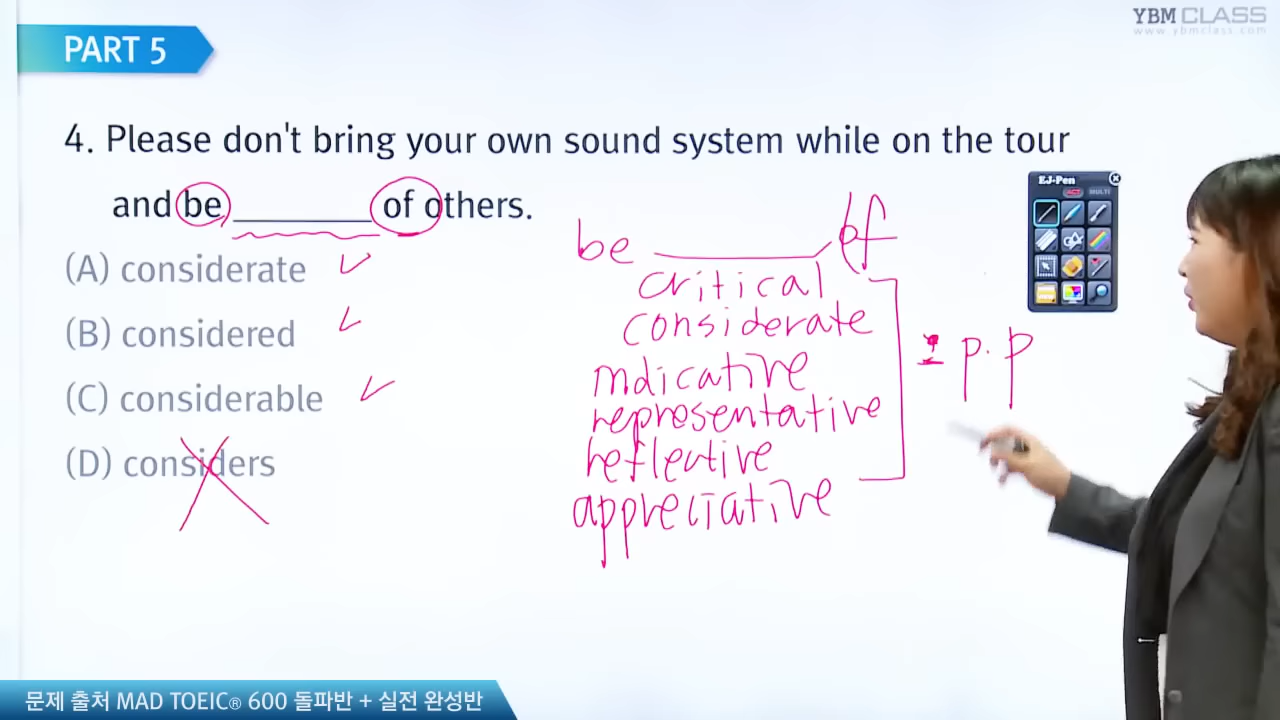 PART 5
YBM CLASS
www.ybmclass.com
4. Please don't bring your own sound system while on the tour
and be ________ of others.
(A) considerate
(B) considered
(C) considerable
(D) considers
be ________ of
critical
considerate
indicative
representative
reflective
appreciative
p.p
EJ-Pen
ACT MULTI
문제 출처 MAD TOEIC® 600 돌파반 + 실전 완성반